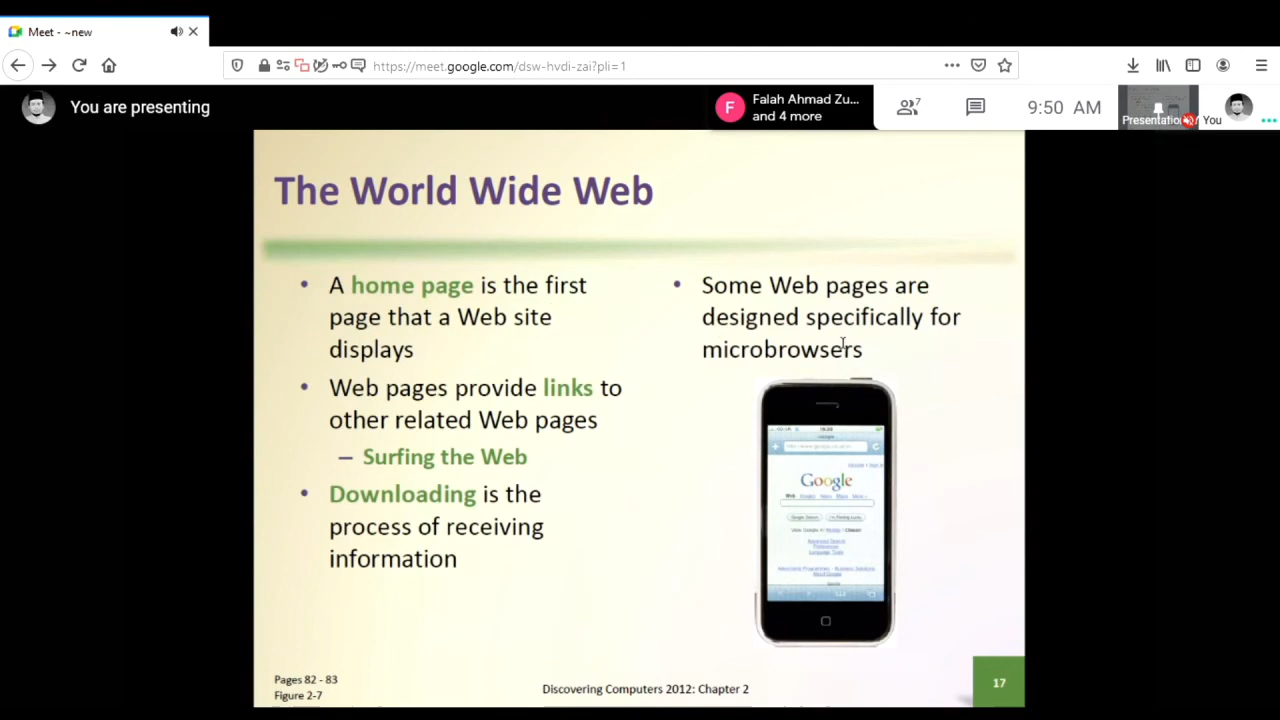 Meet - ~new
https://meet.google.com/dsw-hvdi-zai?pli=1
You are presenting
F
Falah Ahmad Zu...
and 4 more
7
9:50 AM
You
The World Wide Web
• A home page is the first
page that a Web site
displays
• Web pages provide links to
other related Web pages
– Surfing the Web
• Downloading is the
process of receiving
information
• Some Web pages are
designed specifically for
microbrowsers
Google
Pages 82 - 83
Figure 2-7
Discovering Computers 2012: Chapter 2
17